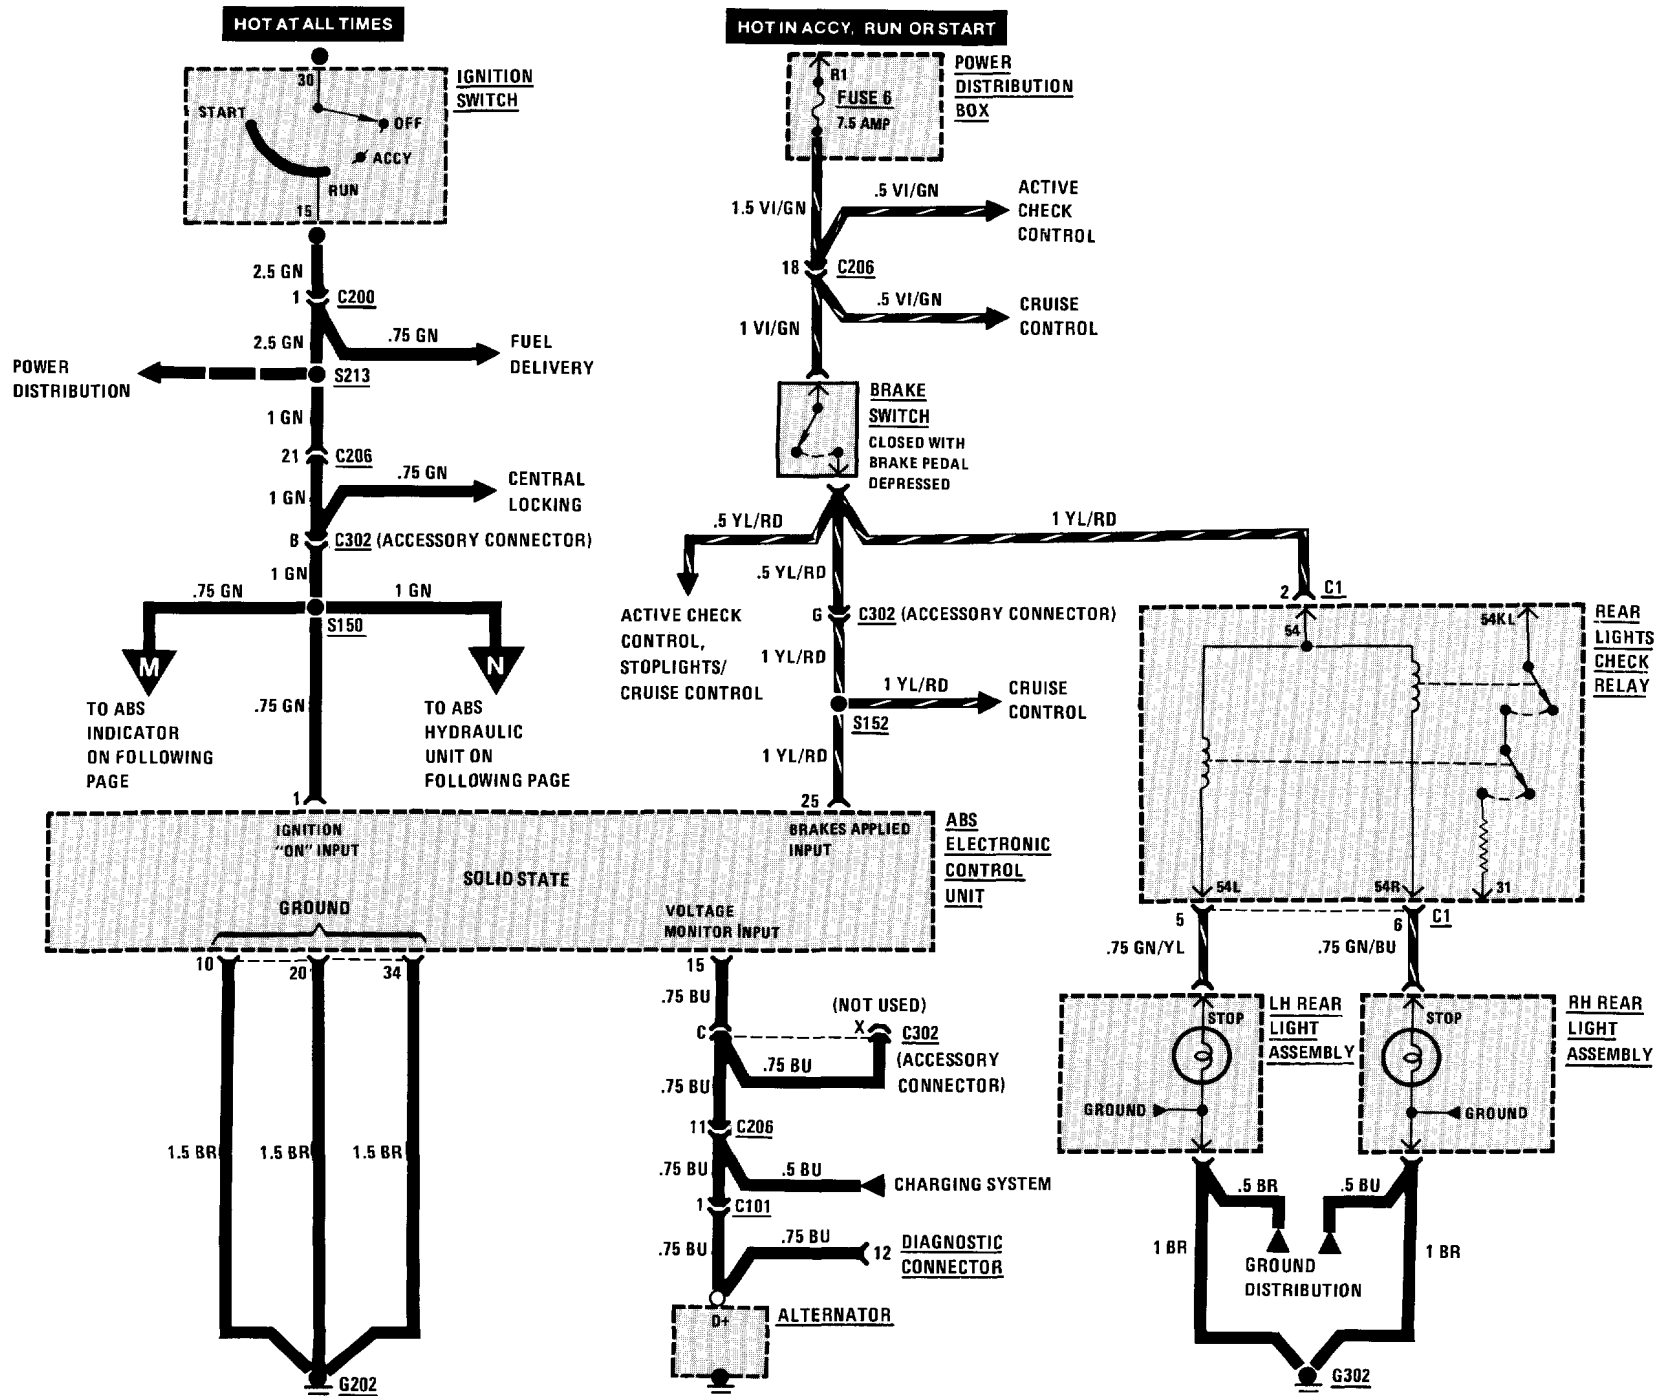 HOT AT ALL TIMES
HOT IN ACCY, RUN OR START
30
IGNITION
SWITCH
START
OFF
ACCY
RUN
15
R1
FUSE 6
7.5 AMP
POWER
DISTRIBUTION
BOX
2.5 GN
1
C200
2.5 GN
.75 GN
FUEL
DELIVERY
POWER
DISTRIBUTION
S213
1 GN
21
C206
1 GN
.75 GN
CENTRAL
LOCKING
B
C302 (ACCESSORY CONNECTOR)
1 GN
.75 GN
1 GN
S150
M
N
TO ABS
INDICATOR
ON FOLLOWING
PAGE
.75 GN
TO ABS
HYDRAULIC
UNIT ON
FOLLOWING PAGE
1
1.5 VI/GN
.5 VI/GN
ACTIVE
CHECK
CONTROL
18
C206
.5 VI/GN
CRUISE
CONTROL
1 VI/GN
BRAKE
SWITCH
CLOSED WITH
BRAKE PEDAL
DEPRESSED
.5 YL/RD
1 YL/RD
.5 YL/RD
ACTIVE CHECK
CONTROL,
STOPLIGHTS/
CRUISE CONTROL
G
C302 (ACCESSORY CONNECTOR)
1 YL/RD
1 YL/RD
CRUISE
CONTROL
S152
1 YL/RD
25
2
C1
54
54KL
REAR
LIGHTS
CHECK
RELAY
54L
54R
31
5
6
C1
IGNITION
"ON" INPUT
BRAKES APPLIED
INPUT
SOLID STATE
GROUND
VOLTAGE
MONITOR INPUT
ABS
ELECTRONIC
CONTROL
UNIT
10
20
34
15
1.5 BR
1.5 BR
1.5 BR
G202
.75 BU
(NOT USED)
C
X
C302
(ACCESSORY
CONNECTOR)
.75 BU
.75 BU
11
C206
.75 BU
.5 BU
CHARGING SYSTEM
1
C101
.75 BU
.75 BU
12
DIAGNOSTIC
CONNECTOR
D+
ALTERNATOR
.75 GN/YL
.75 GN/BU
STOP
LH REAR
LIGHT
ASSEMBLY
GROUND
STOP
RH REAR
LIGHT
ASSEMBLY
GROUND
.5 BR
.5 BU
1 BR
1 BR
GROUND
DISTRIBUTION
G302